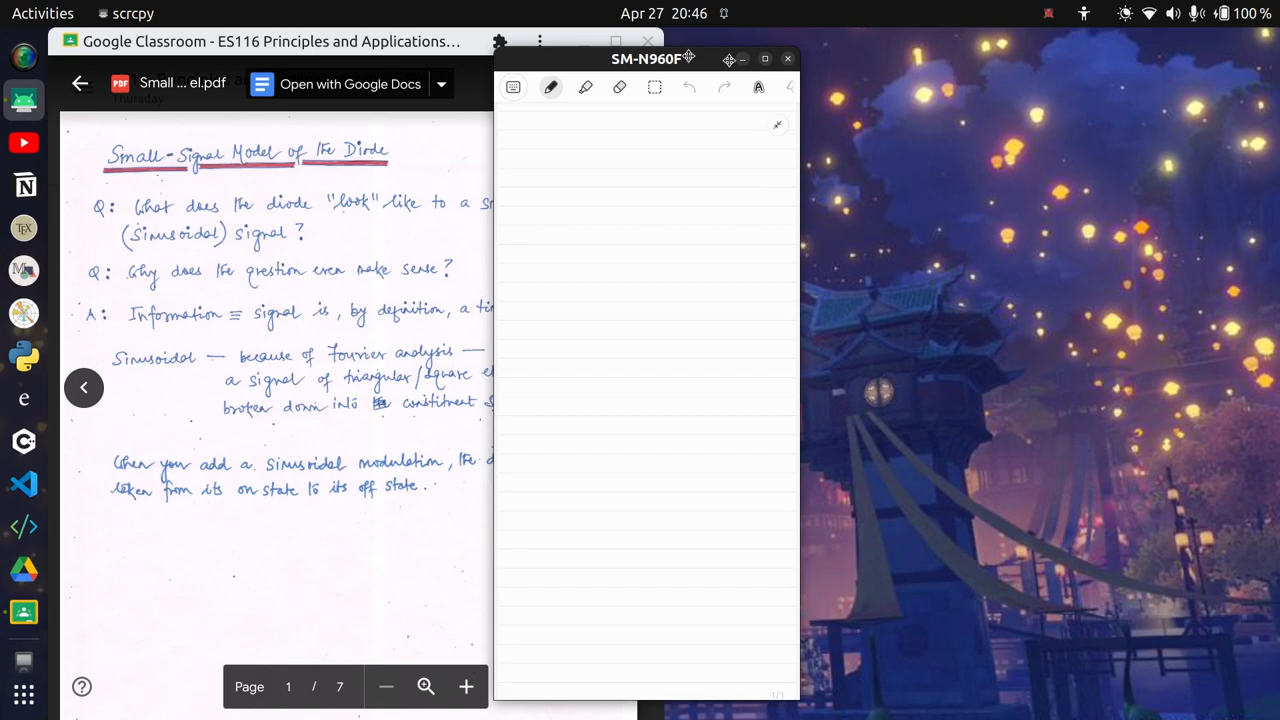 Activities
scrcpy
Apr 27 20:46
100 %
Google Classroom - ES116 Principles and Applications...
SM-N960F
Small ... el.pdf
Open with Google Docs
Thursday
Small-Signal Model of the Diode
Q: What does the diode "look" like to a
(Sinusoidal) signal?
Q: Why does the question even make sense?
A: Information ≡ signal is, by definition, a
Sinusoidal — because of Fourier analysis —
a signal of triangular/square
broken down into constituent
When you add a sinusoidal modulation, the
taken from its on state to its off state.
Page 1 / 7
1/1